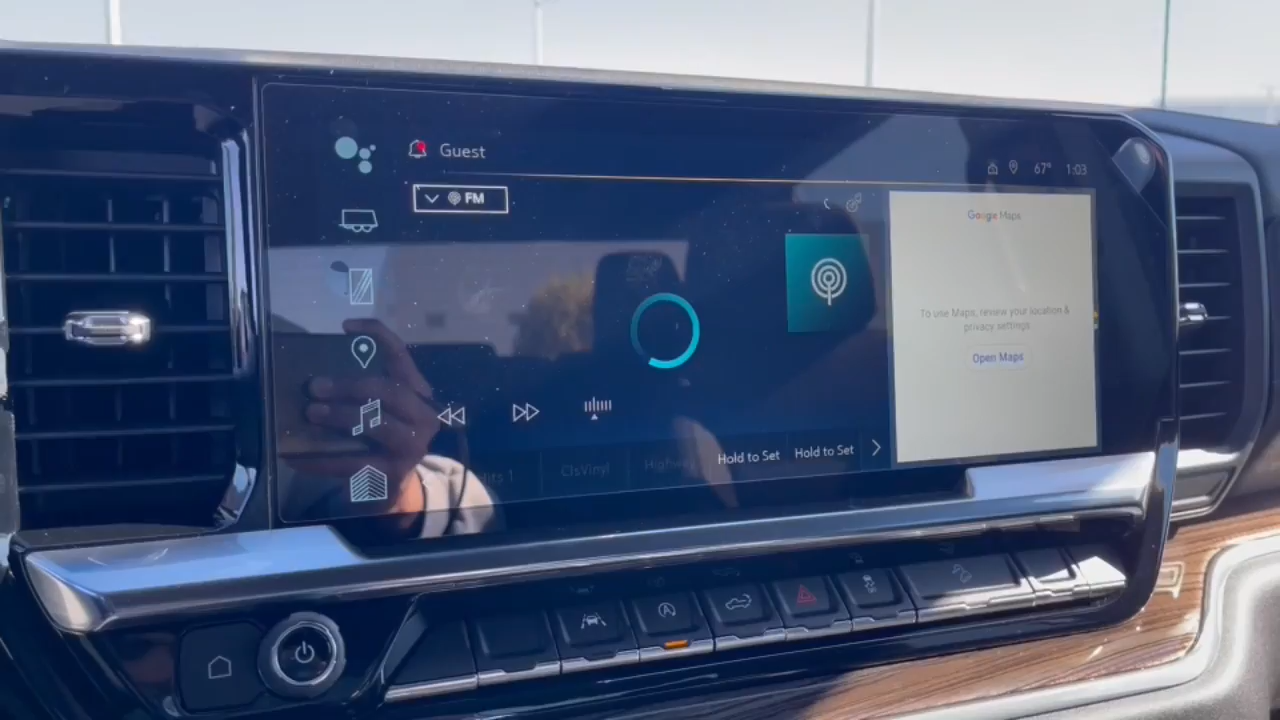 Guest
67° 1:03
FM
Google Maps
To use Maps, review your location &
privacy settings
Open Maps
Hold to Set Hold to Set
ClsVinyl